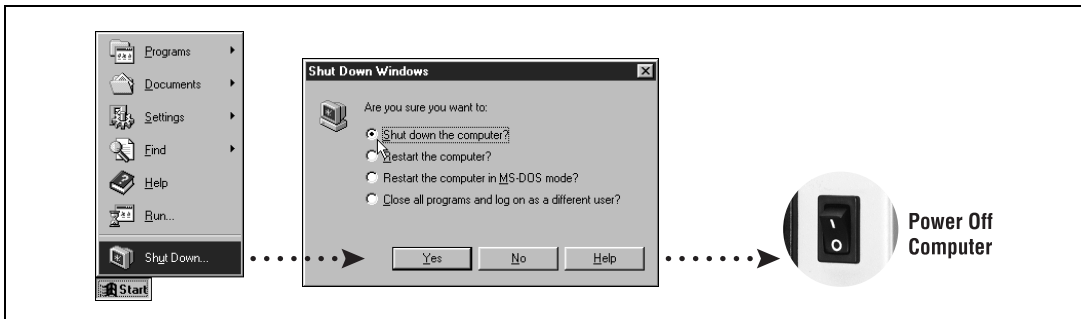 Programs
Documents
Settings
Find
Help
Run...
Shut Down...
Start
Shut Down Windows
Are you sure you want to:
Shut down the computer?
Restart the computer?
Restart the computer in MS-DOS mode?
Close all programs and log on as a different user?
Yes No Help
Power Off
Computer